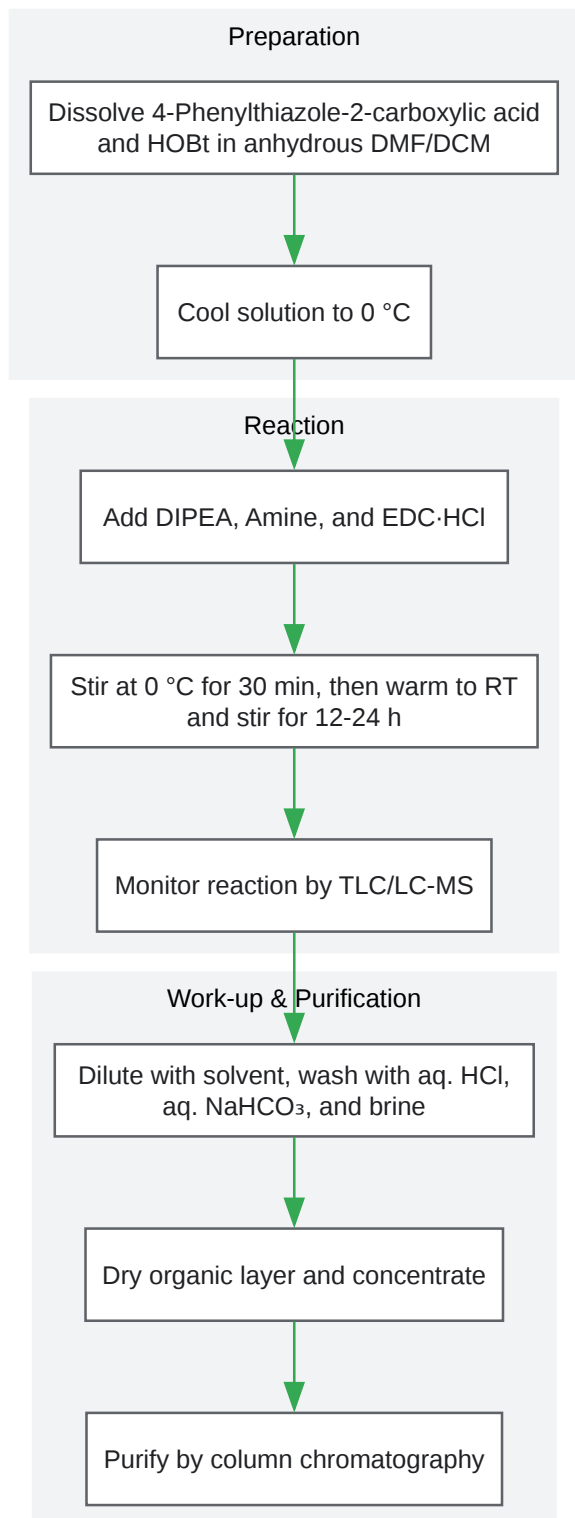 Preparation
Dissolve 4-Phenylthiazole-2-carboxylic acid
and HOBt in anhydrous DMF/DCM
Cool solution to 0 °C
Reaction
Add DIPEA, Amine, and EDC·HCl
Stir at 0 °C for 30 min, then warm to RT
and stir for 12-24 h
Monitor reaction by TLC/LC-MS
Work-up & Purification
Dilute with solvent, wash with aq. HCl,
aq. NaHCO₃, and brine
Dry organic layer and concentrate
Purify by column chromatography